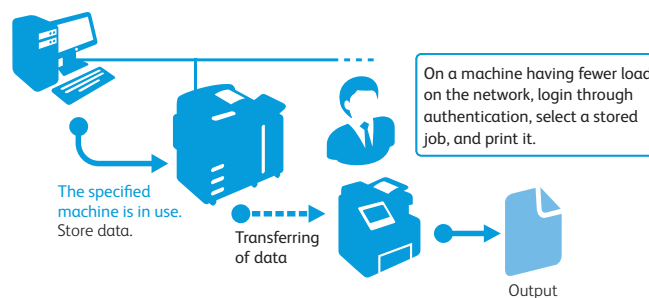 On a machine having fewer load
on the network, login through
authentication, select a stored
job, and print it.
The specified
machine is in use.
Store data.
Transferring
of data
Output